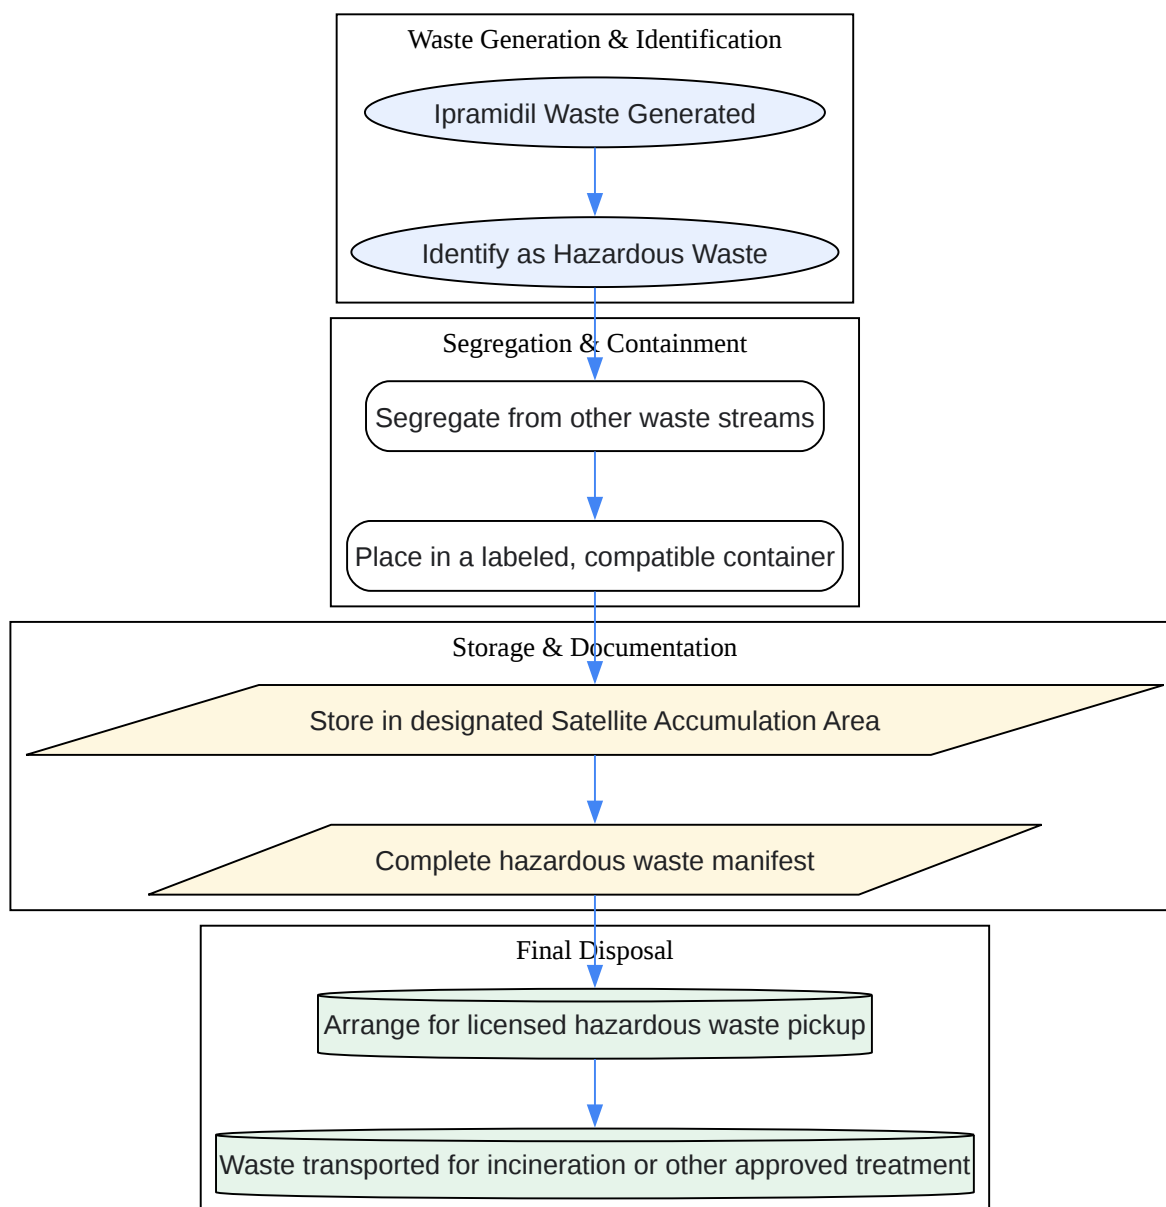 Waste Generation & Identification
Ipramidil Waste Generated
Identify as Hazardous Waste
Segregation & Containment
Segregate from other waste streams
Place in a labeled, compatible container
Storage & Documentation
Store in designated Satellite Accumulation Area
Complete hazardous waste manifest
Final Disposal
Arrange for licensed hazardous waste pickup
Waste transported for incineration or other approved treatment